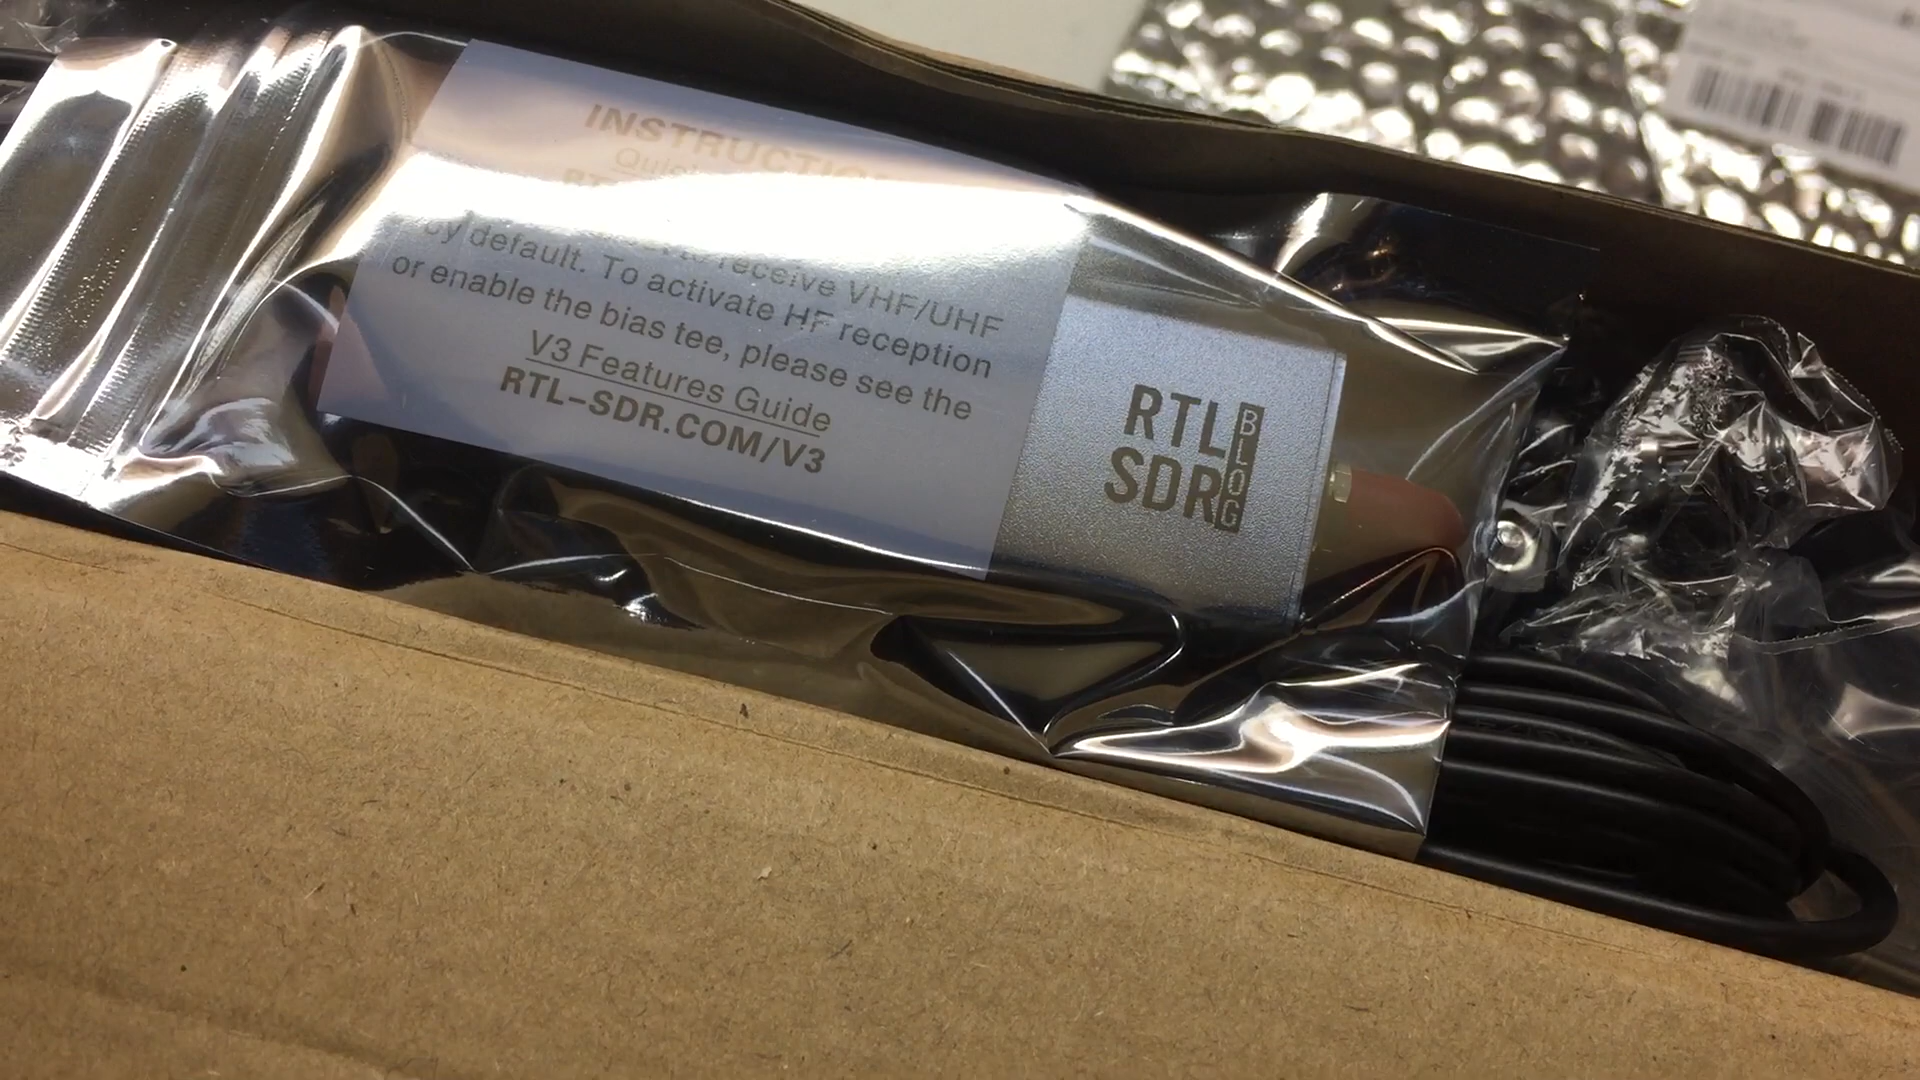 INSTRUCTION
receive VHF/UHF
by default. To activate HF reception
or enable the bias tee, please see the
V3 Features Guide
RTL-SDR.COM/V3
RTL
SDR
BLOG